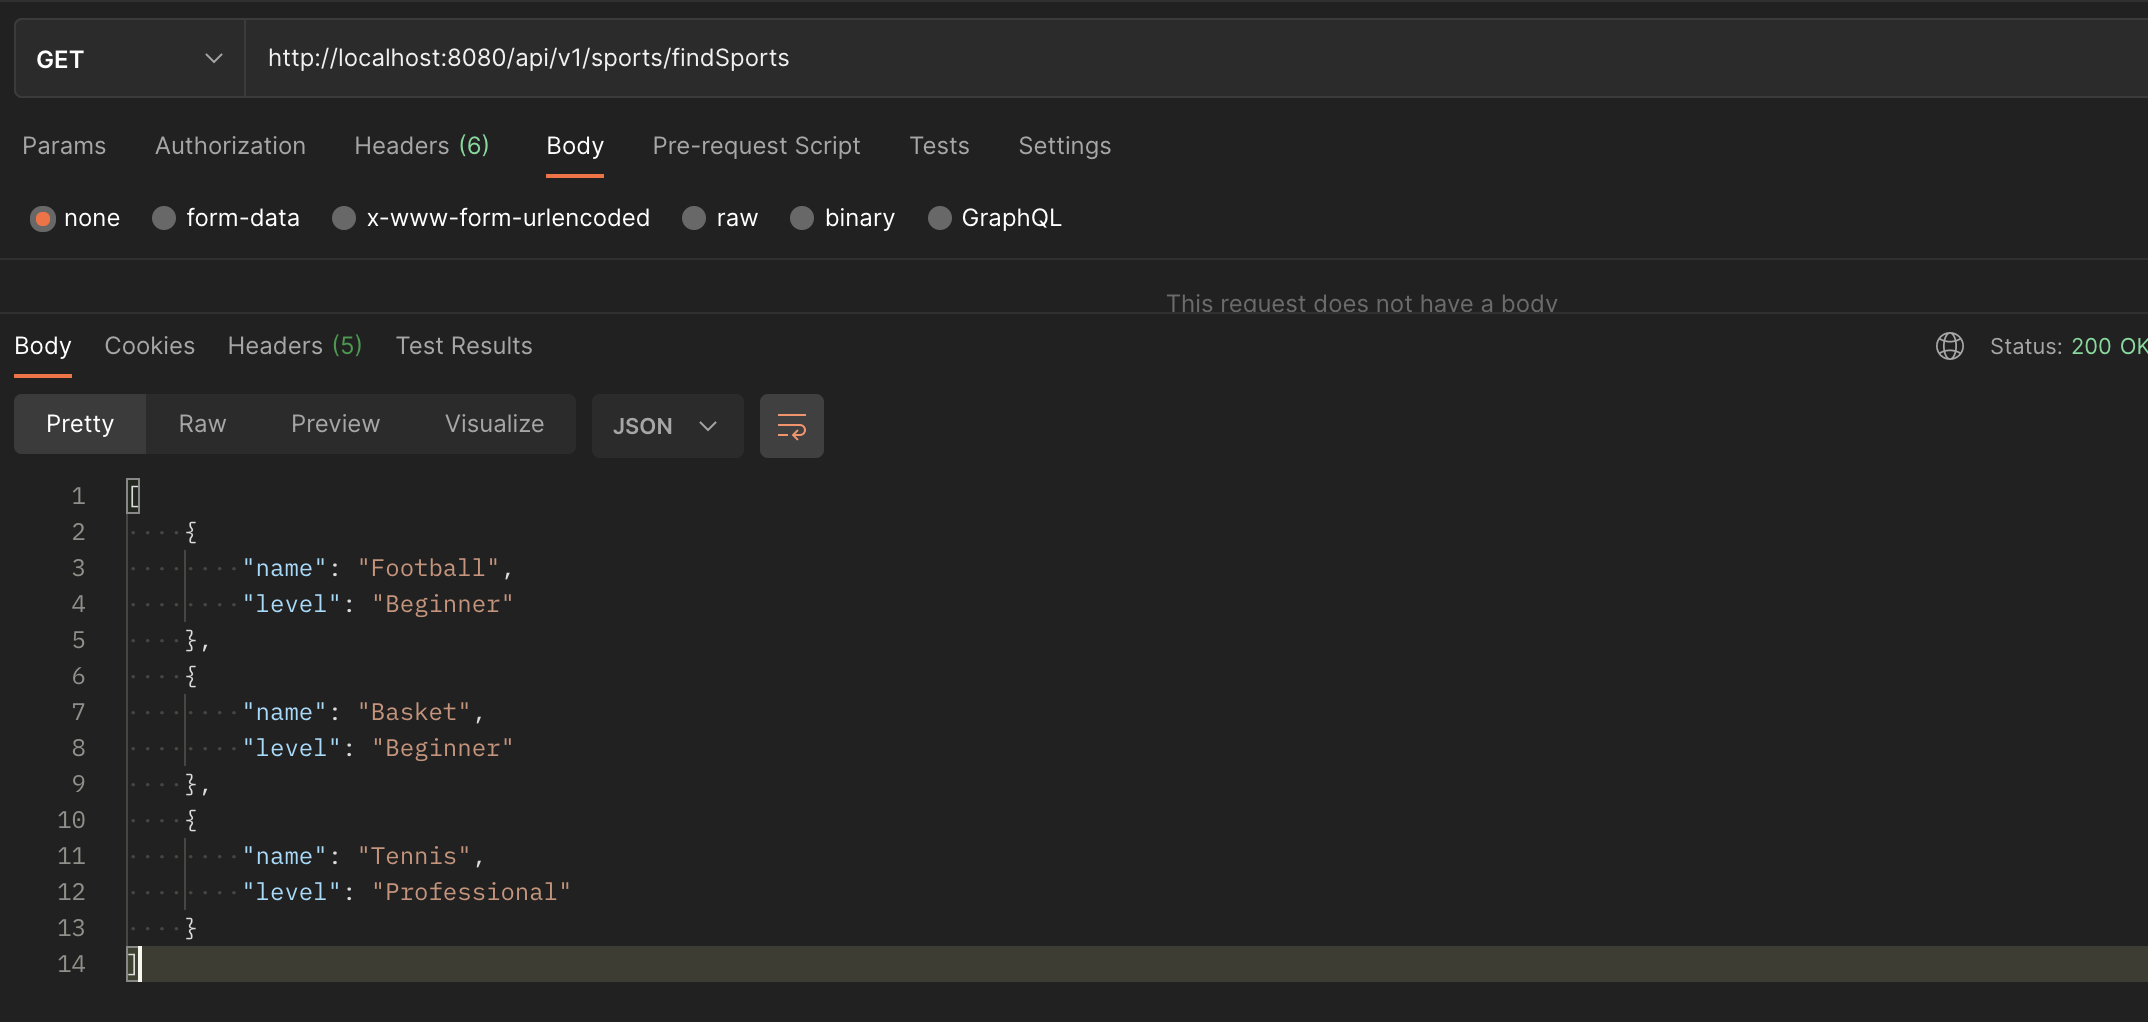 GET http://localhost:8080/api/v1/sports/findSports
Params Authorization Headers (6) Body Pre-request Script Tests Settings
none form-data x-www-form-urlencoded raw binary GraphQL
This request does not have a body
Body Cookies Headers (5) Test Results Status: 200 OK
Pretty Raw Preview Visualize JSON
1 [
2 {
3 "name": "Football",
4 "level": "Beginner"
5 },
6 {
7 "name": "Basket",
8 "level": "Beginner"
9 },
10 {
11 "name": "Tennis",
12 "level": "Professional"
13 }
14 ]